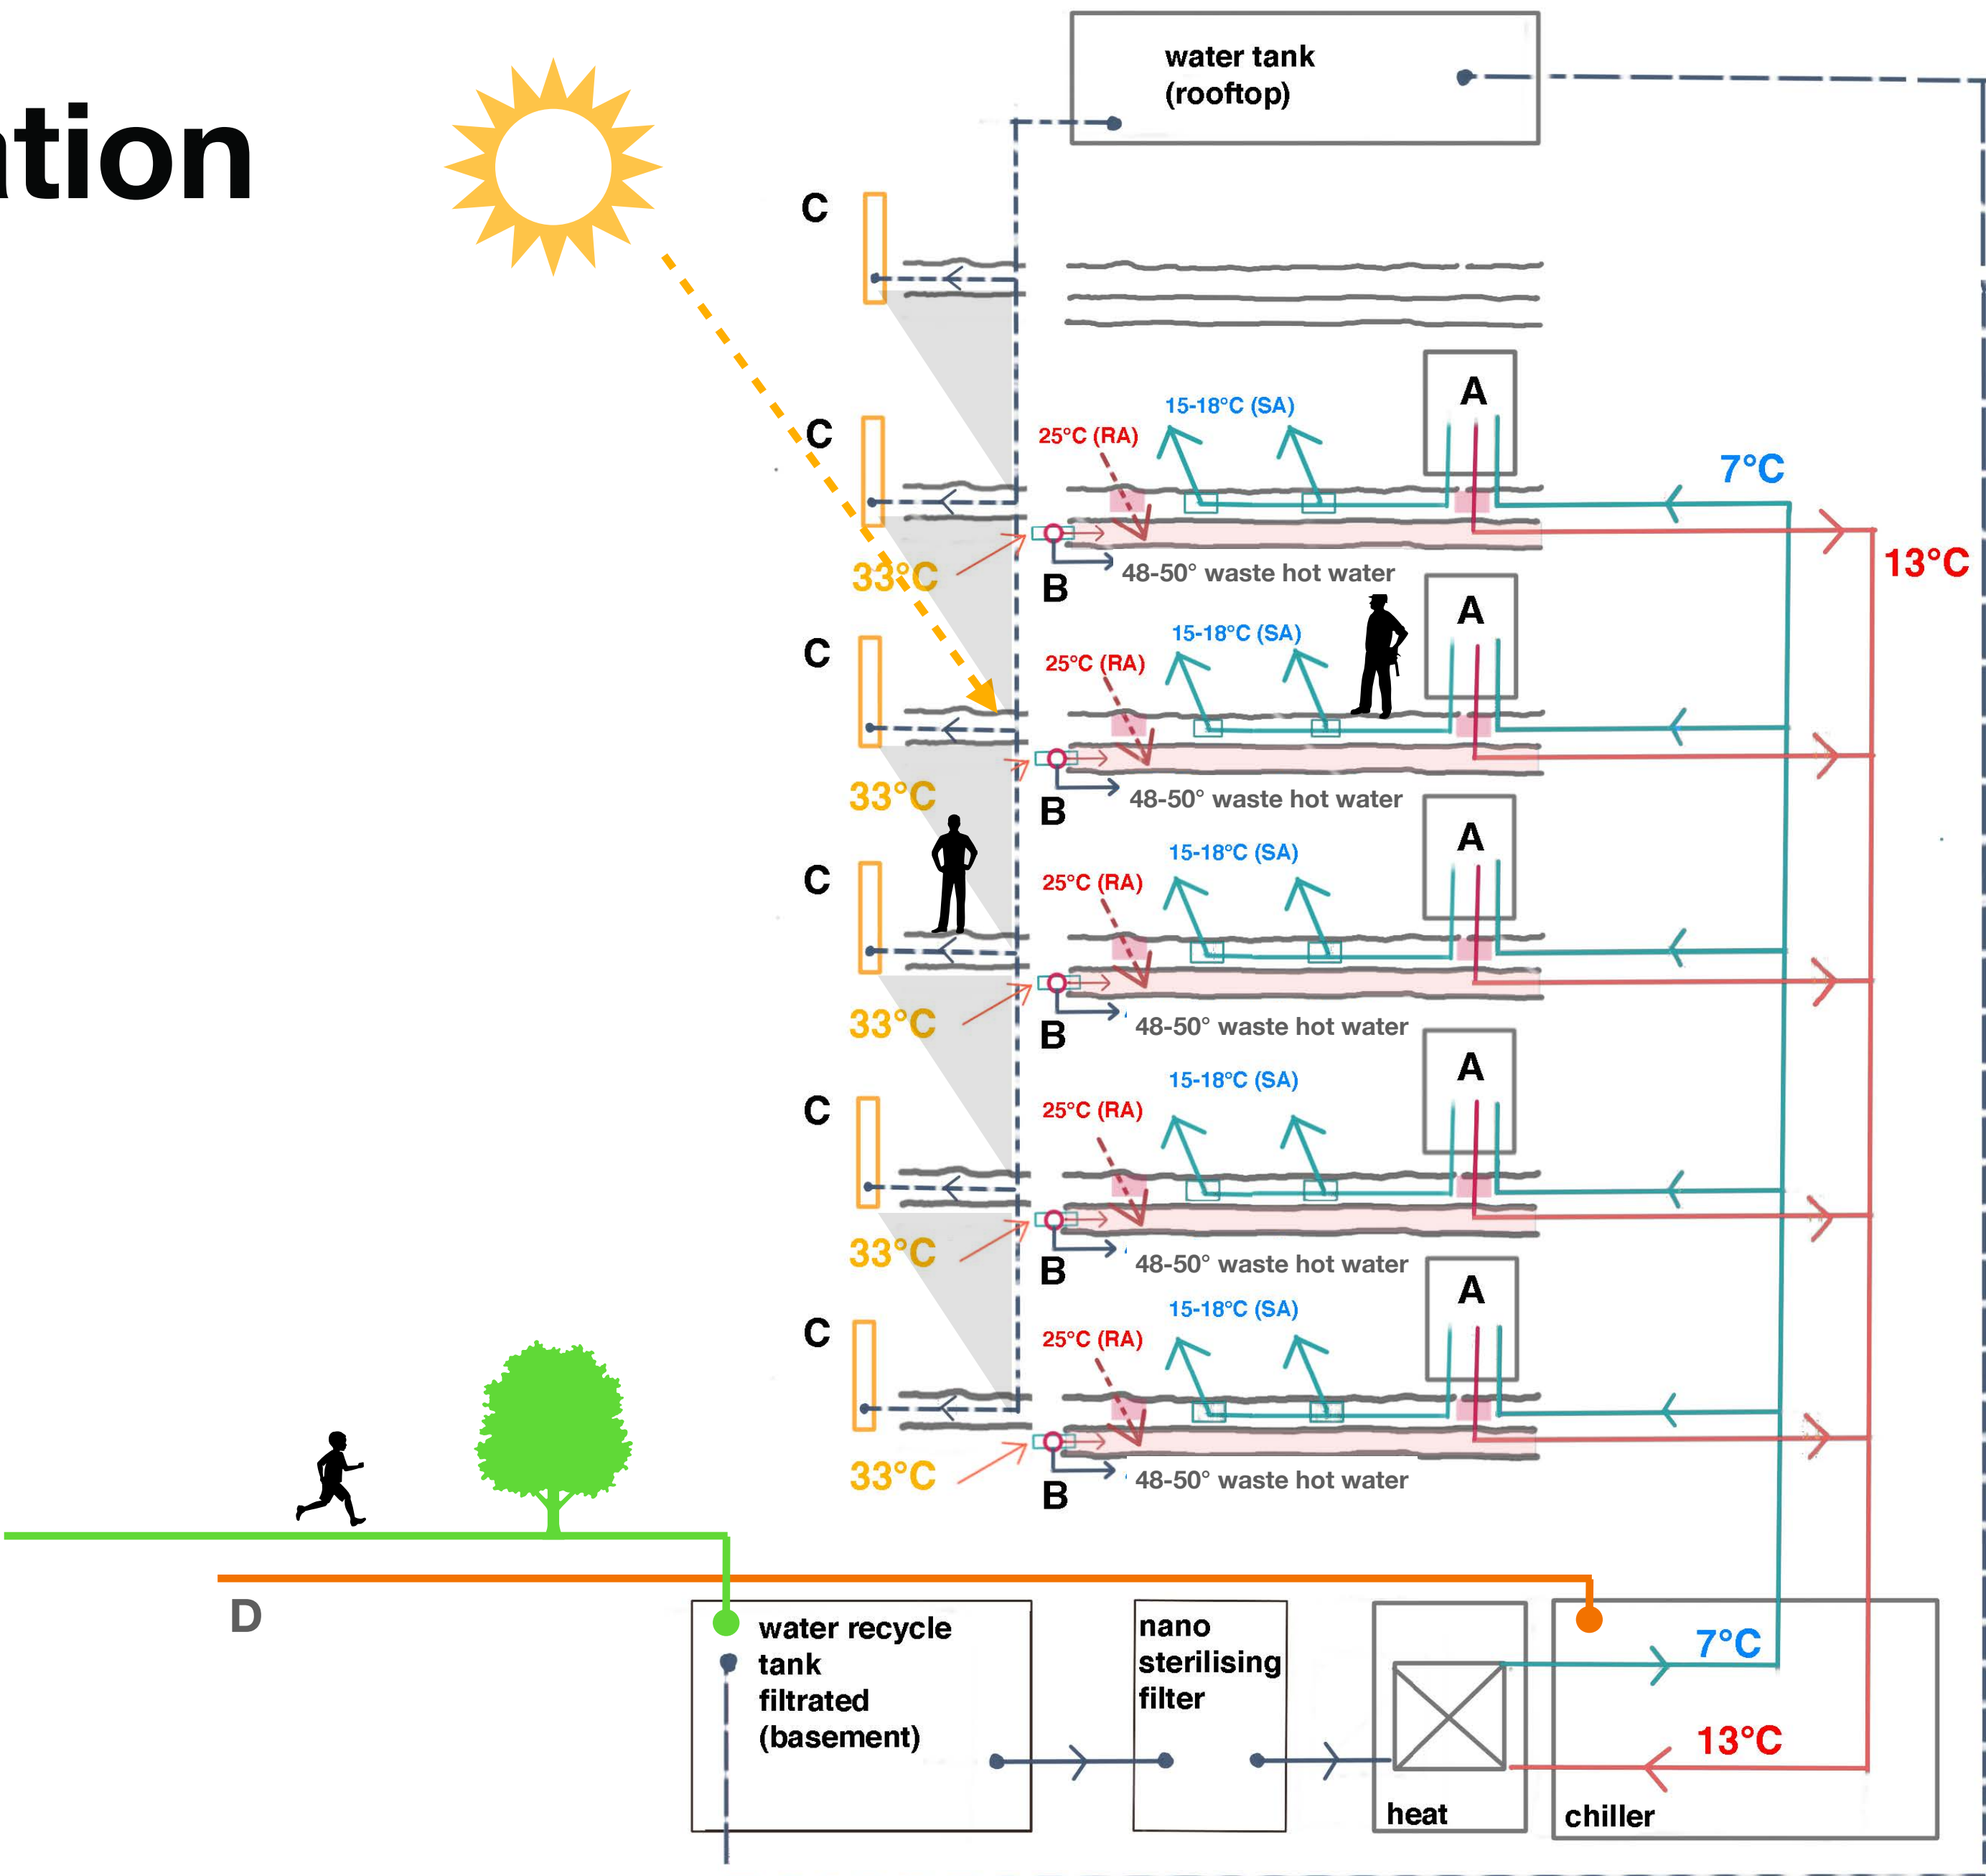 ation
water tank
(rooftop)
C
C
A
15-18°C (SA)
25°C (RA)
7°C
13°C
33°C
48-50° waste hot water
B
A
C
15-18°C (SA)
25°C (RA)
33°C
48-50° waste hot water
B
A
C
15-18°C (SA)
25°C (RA)
33°C
48-50° waste hot water
B
A
C
15-18°C (SA)
25°C (RA)
33°C
48-50° waste hot water
B
A
C
15-18°C (SA)
25°C (RA)
33°C
48-50° waste hot water
B
D
water recycle
tank
filtrated
(basement)
nano
sterilising
filter
heat
7°C
13°C
chiller